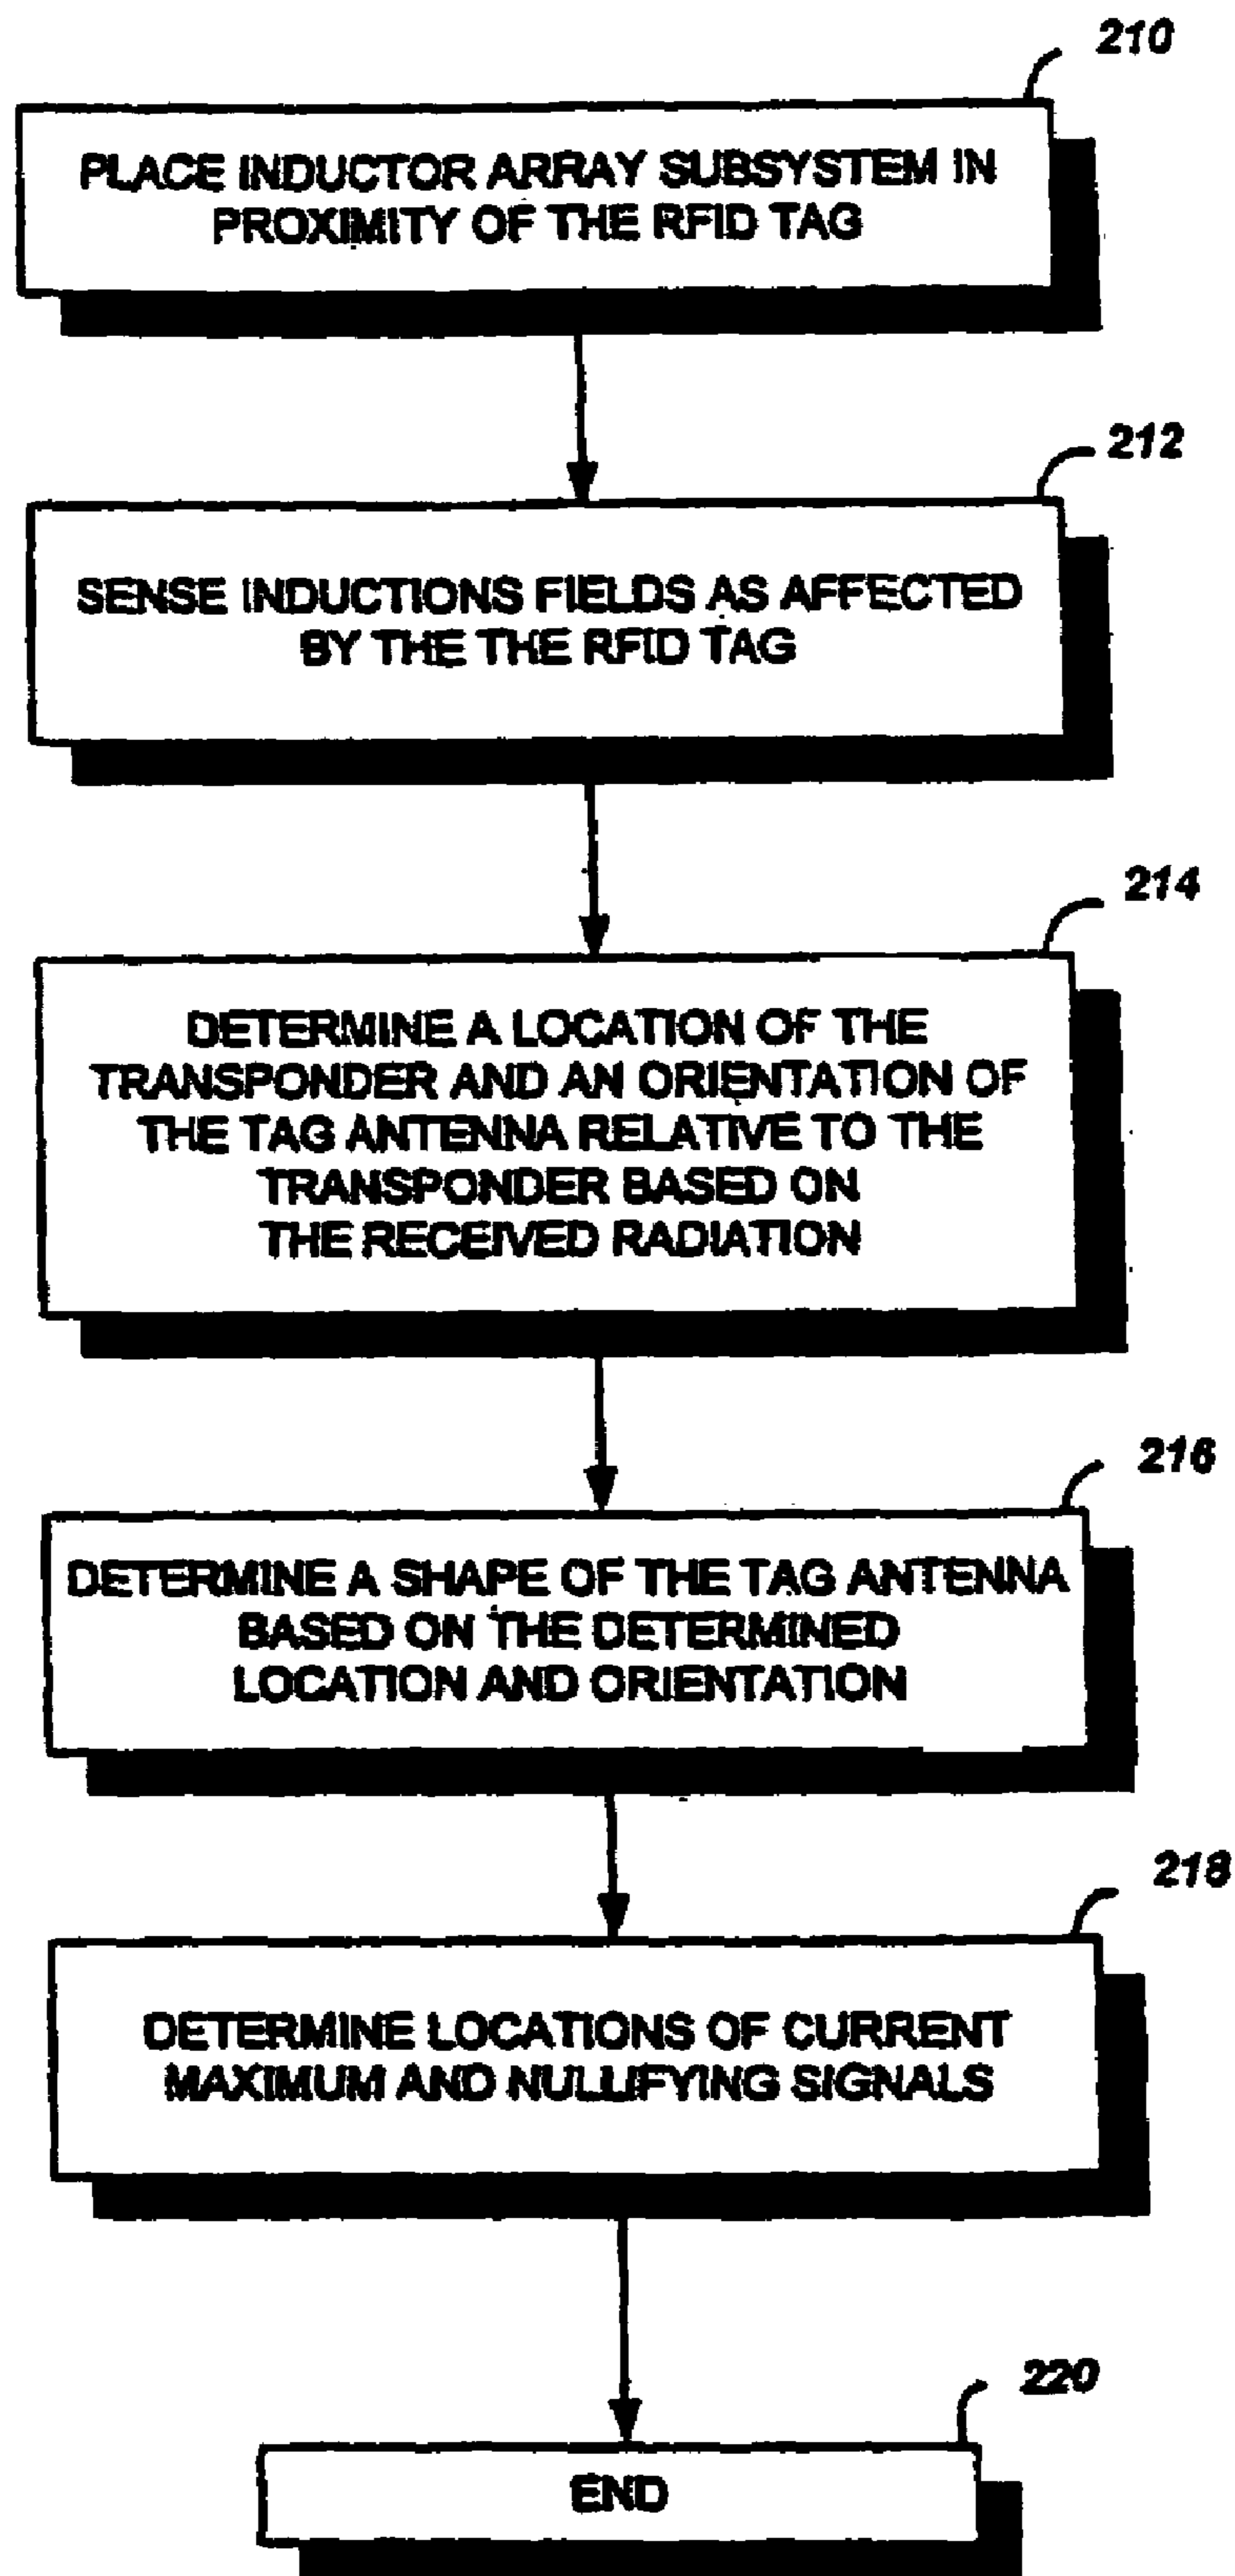 210
PLACE INDUCTOR ARRAY SUBSYSTEM IN
PROXIMITY OF THE RFID TAG
212
SENSE INDUCTIONS FIELDS AS AFFECTED
BY THE THE RFID TAG
214
DETERMINE A LOCATION OF THE
TRANSPONDER AND AN ORIENTATION OF
THE TAG ANTENNA RELATIVE TO THE
TRANSPONDER BASED ON
THE RECEIVED RADIATION
216
DETERMINE A SHAPE OF THE TAG ANTENNA
BASED ON THE DETERMINED
LOCATION AND ORIENTATION
218
DETERMINE LOCATIONS OF CURRENT
MAXIMUM AND NULLIFYING SIGNALS
220
END